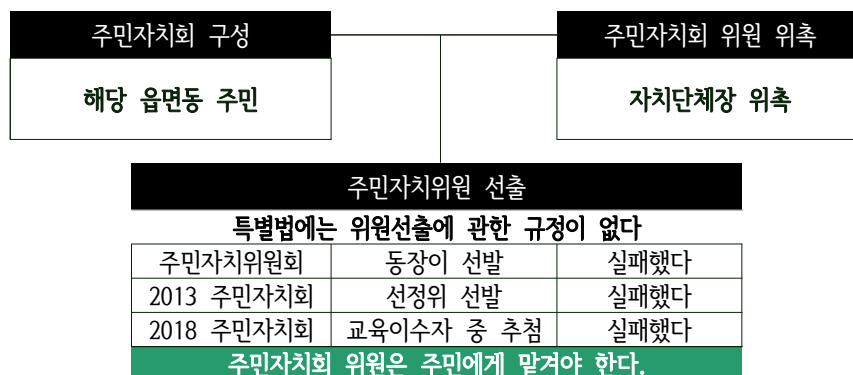 주민자치회 구성
주민자치회 위원 위촉
해당 읍면동 주민
자치단체장 위촉
주민자치위원 선출
특별법에는 위원선출에 관한 규정이 없다
주민자치위원회 동장이 선발 실패했다
2013 주민자치회 선정위 선발 실패했다
2018 주민자치회 교육이수자 중 추첨 실패했다
주민자치회 위원은 주민에게 맡겨야 한다.